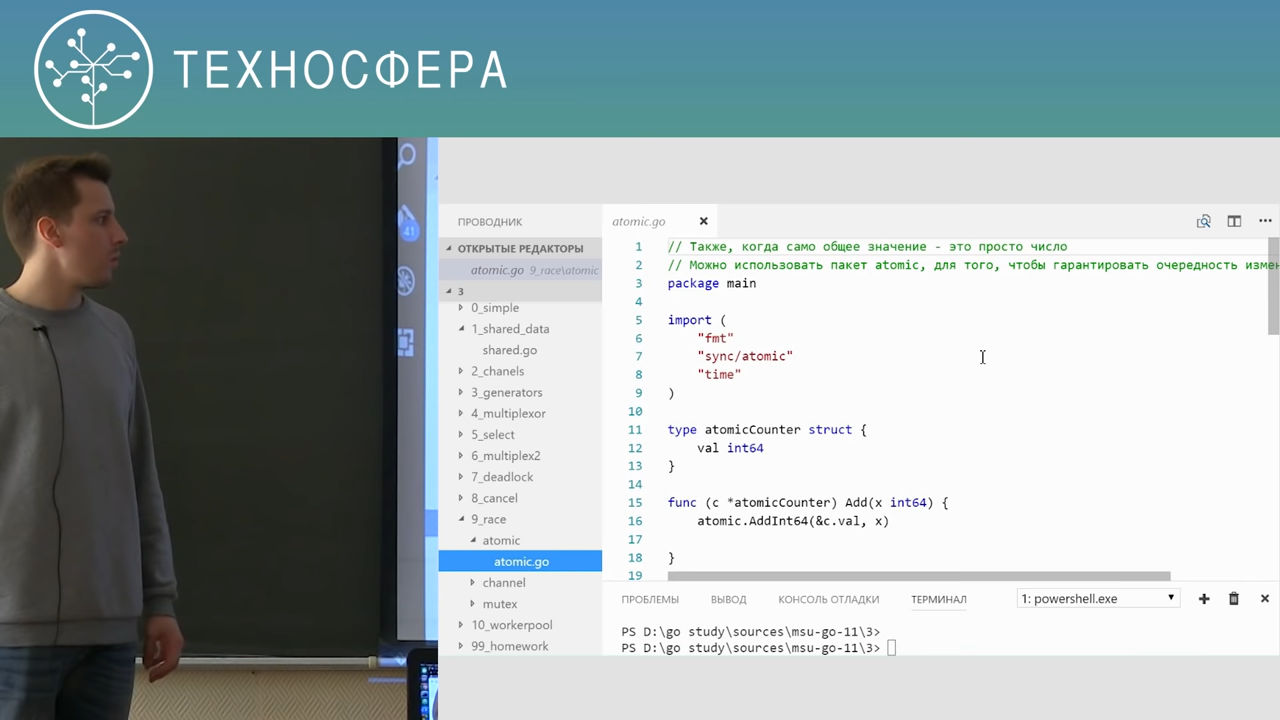 ТЕХНОСФЕРА
41
ПРОВОДНИК
ОТКРЫТЫЕ РЕДАКТОРЫ
atomic.go 9_race\atomic
3
0_simple
1_shared_data
shared.go
2_chanels
3_generators
4_multiplexor
5_select
6_multiplex2
7_deadlock
8_cancel
9_race
atomic
atomic.go
channel
mutex
10_workerpool
99_homework
atomic.go
1 // Также, когда само общее значение - это просто число
2 // Можно использовать пакет atomic, для того, чтобы гарантировать очередность измен
3 package main
4
5 import (
6 "fmt"
7 "sync/atomic"
8 "time"
9 )
10
11 type atomicCounter struct {
12 val int64
13 }
14
15 func (c *atomicCounter) Add(x int64) {
16 atomic.AddInt64(&c.val, x)
17
18 }
19
ПРОБЛЕМЫ ВЫВОД КОНСОЛЬ ОТЛАДКИ ТЕРМИНАЛ 1: powershell.exe
PS D:\go study\sources\msu-go-11\3>
PS D:\go study\sources\msu-go-11\3>